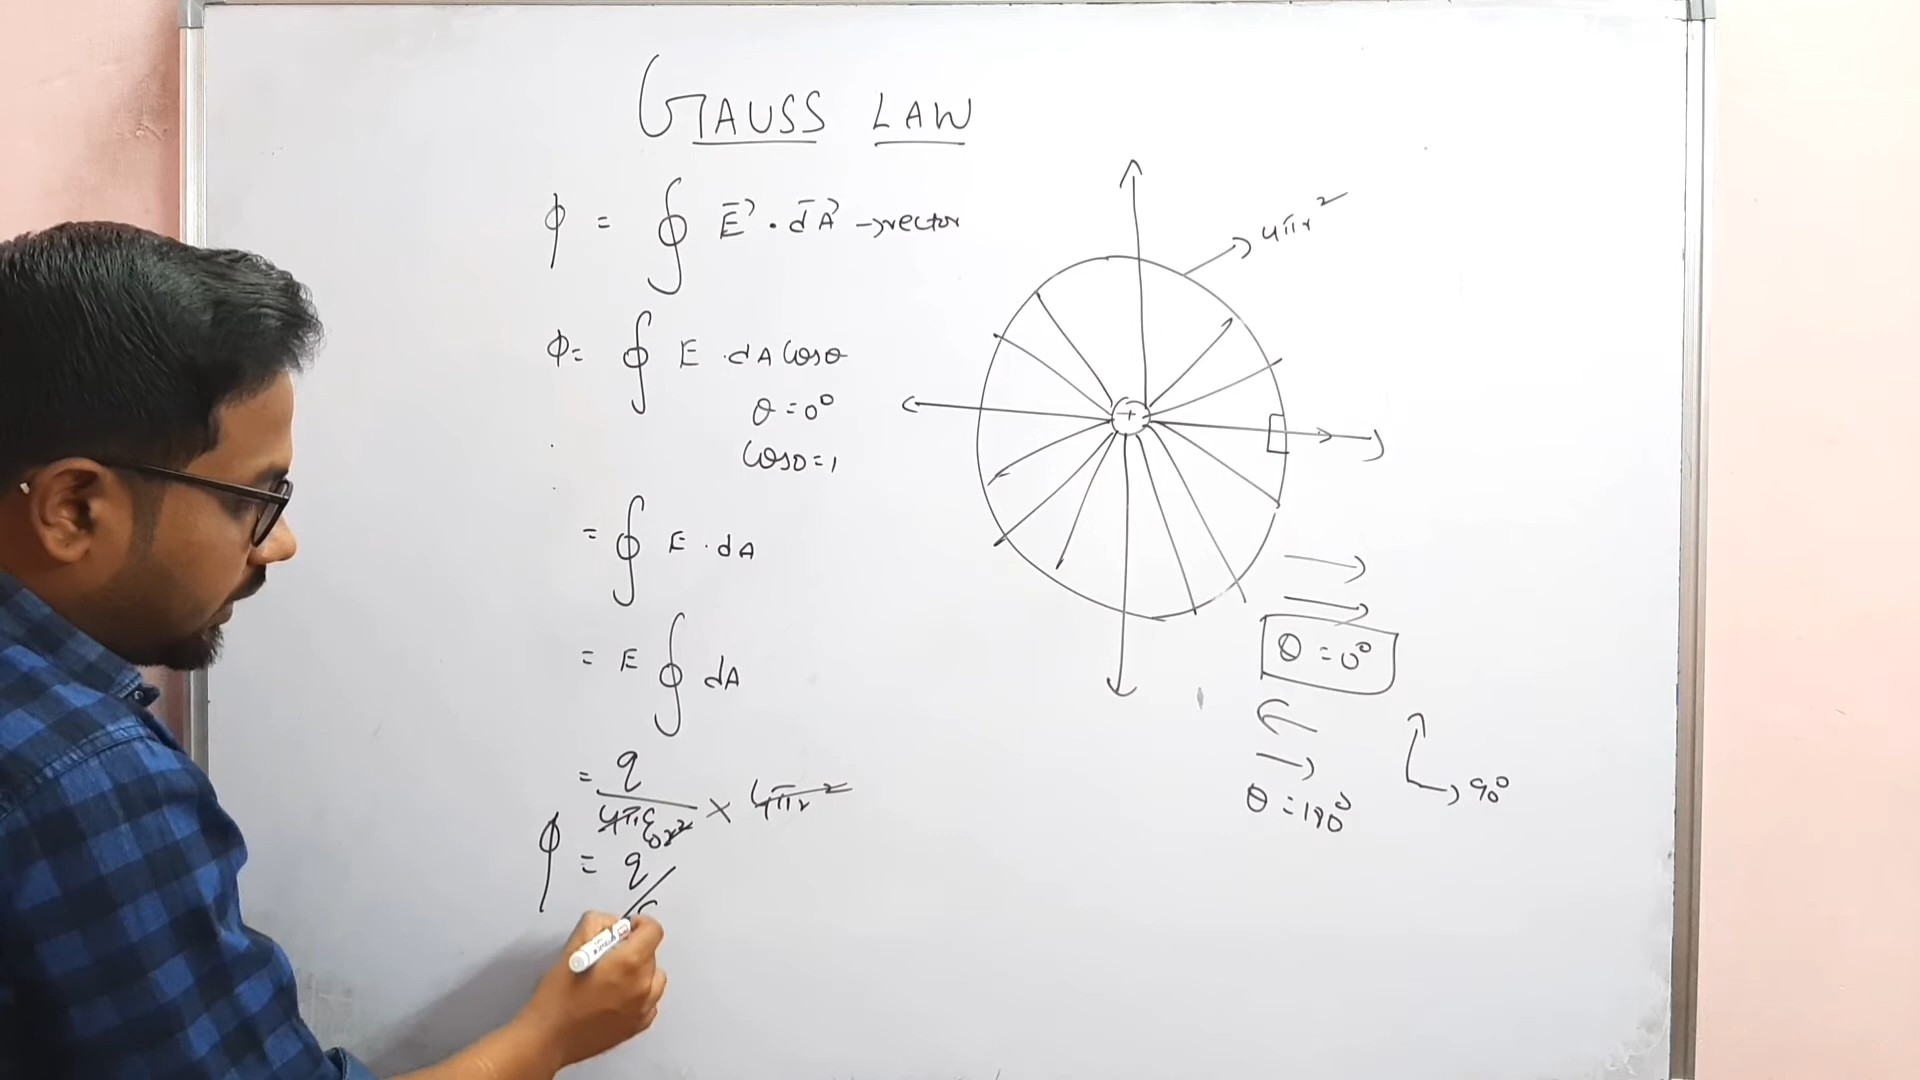 GAUSS LAW
ϕ = ∮ E⃗ · dA⃗ → vector
ϕ = ∮ E · dA Cosθ
θ = 0°
Cos0 = 1
= ∮ E · dA
= E ∮ dA
= q / 4πε₀r² × 4πr²
ϕ = q /
4πr²
+
θ = 0°
θ = 180°
90°